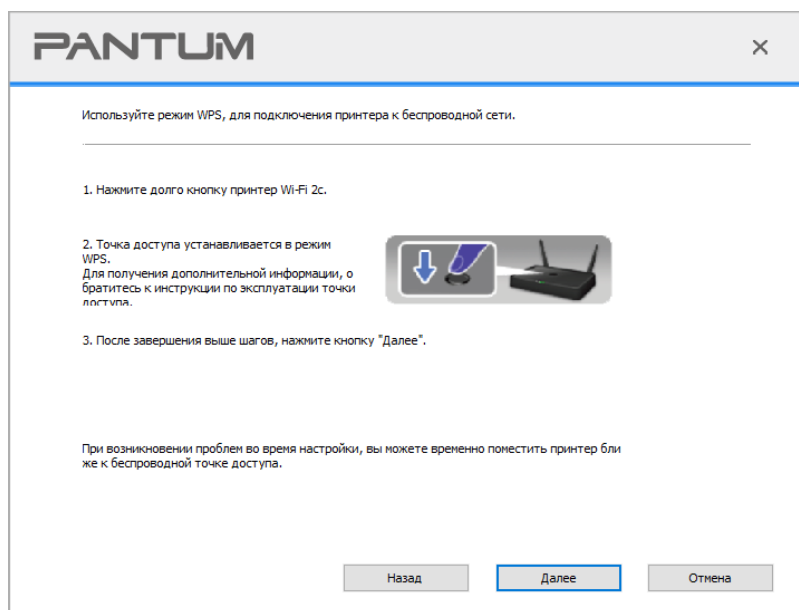 PANTUM
Используйте режим WPS, для подключения принтера к беспроводной сети.
1. Нажмите долго кнопку принтер Wi-Fi 2с.
2. Точка доступа устанавливается в режим
WPS.
Для получения дополнительной информации, о
братитесь к инструкции по эксплуатации точки
доступа.
3. После завершения выше шагов, нажмите кнопку "Далее".
При возникновении проблем во время настройки, вы можете временно поместить принтер бли
же к беспроводной точке доступа.
Назад
Далее
Отмена